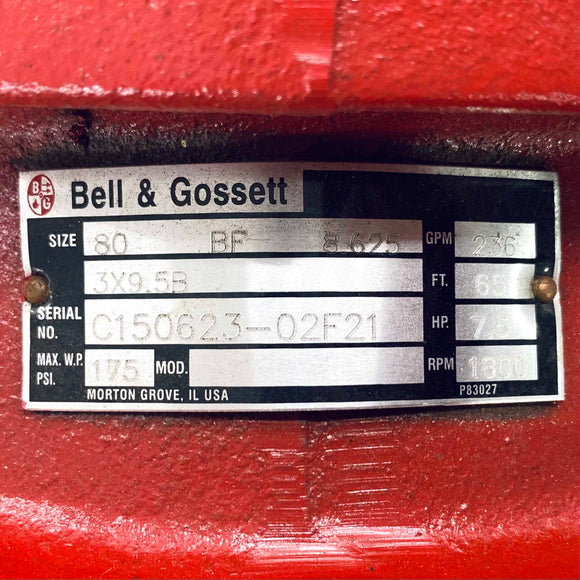 B G Bell & Gossett
SIZE 80 BF 8.625 GPM 236
3X9.5B FT. 65
SERIAL NO. C150623-02F21 HP. 7.5
MAX. W.P. PSI. 175 MOD. RPM 1800
MORTON GROVE, IL USA P83027